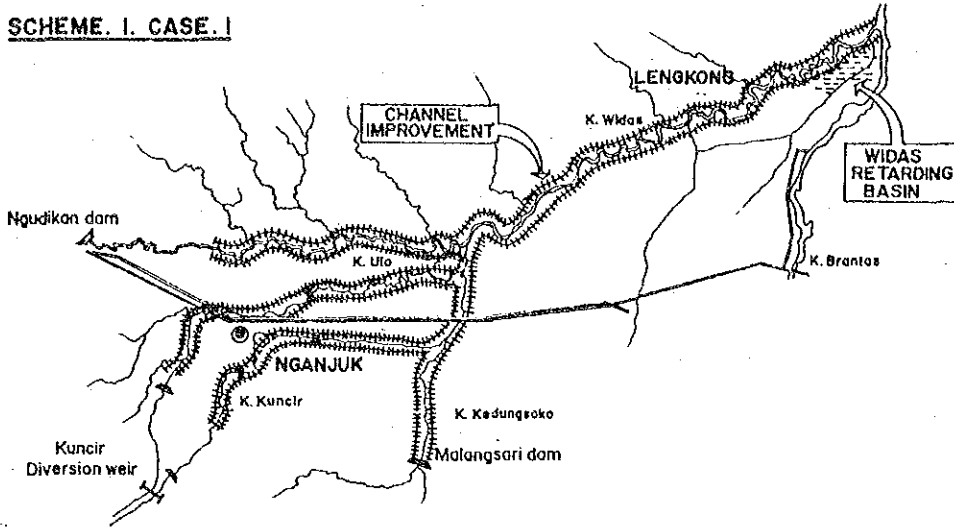 SCHEME. I. CASE. I
LENGKONG
CHANNEL
IMPROVEMENT
K. Widas
WIDAS
RETARDING
BASIN
Ngudikan dam
K. Ulo
K. Brantas
NGANJUK
K. Kuncir
K. Kedungsoko
Kuncir
Diversion weir
Malangsari dam